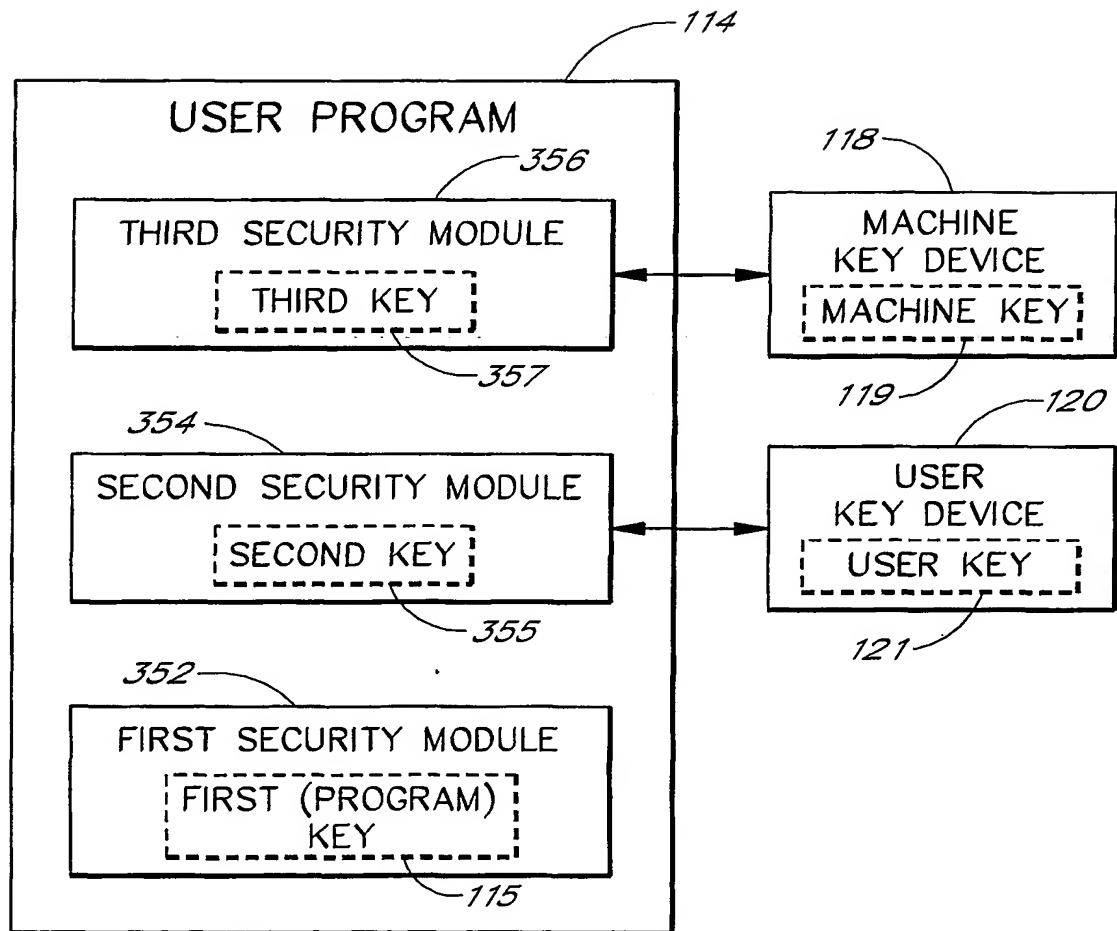 114
USER PROGRAM
356
THIRD SECURITY MODULE
THIRD KEY
357
118
MACHINE
KEY DEVICE
MACHINE KEY
119
354
SECOND SECURITY MODULE
SECOND KEY
355
120
USER
KEY DEVICE
USER KEY
121
352
FIRST SECURITY MODULE
FIRST (PROGRAM)
KEY
115